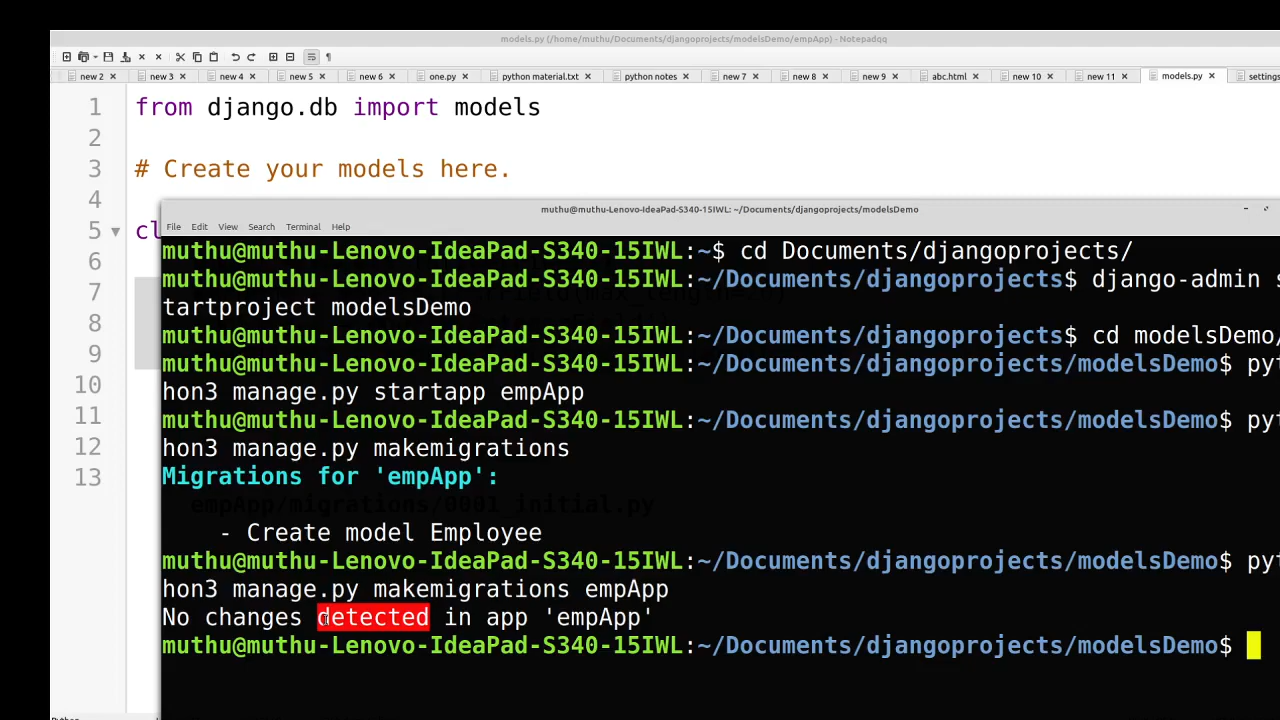 models.py (/home/muthu/Documents/djangoprojects/modelsDemo/empApp) - Notepadqq
new 2 new 3 new 4 new 5 new 6 one.py python material.txt python notes new 7 new 8 new 9 abc.html new 10 new 11 models.py settings
1 from django.db import models
2
3 # Create your models here.
4
5 cl
6
7
8
9
10
11
12
13
muthu@muthu-Lenovo-IdeaPad-S340-15IWL: ~/Documents/djangoprojects/modelsDemo
File Edit View Search Terminal Help
muthu@muthu-Lenovo-IdeaPad-S340-15IWL:~$ cd Documents/djangoprojects/
muthu@muthu-Lenovo-IdeaPad-S340-15IWL:~/Documents/djangoprojects$ django-admin s
tartproject modelsDemo
muthu@muthu-Lenovo-IdeaPad-S340-15IWL:~/Documents/djangoprojects$ cd modelsDemo/
muthu@muthu-Lenovo-IdeaPad-S340-15IWL:~/Documents/djangoprojects/modelsDemo$ pyt
hon3 manage.py startapp empApp
muthu@muthu-Lenovo-IdeaPad-S340-15IWL:~/Documents/djangoprojects/modelsDemo$ pyt
hon3 manage.py makemigrations
Migrations for 'empApp':
empApp/migrations/0001_initial.py
- Create model Employee
muthu@muthu-Lenovo-IdeaPad-S340-15IWL:~/Documents/djangoprojects/modelsDemo$ pyt
hon3 manage.py makemigrations empApp
No changes detected in app 'empApp'
muthu@muthu-Lenovo-IdeaPad-S340-15IWL:~/Documents/djangoprojects/modelsDemo$